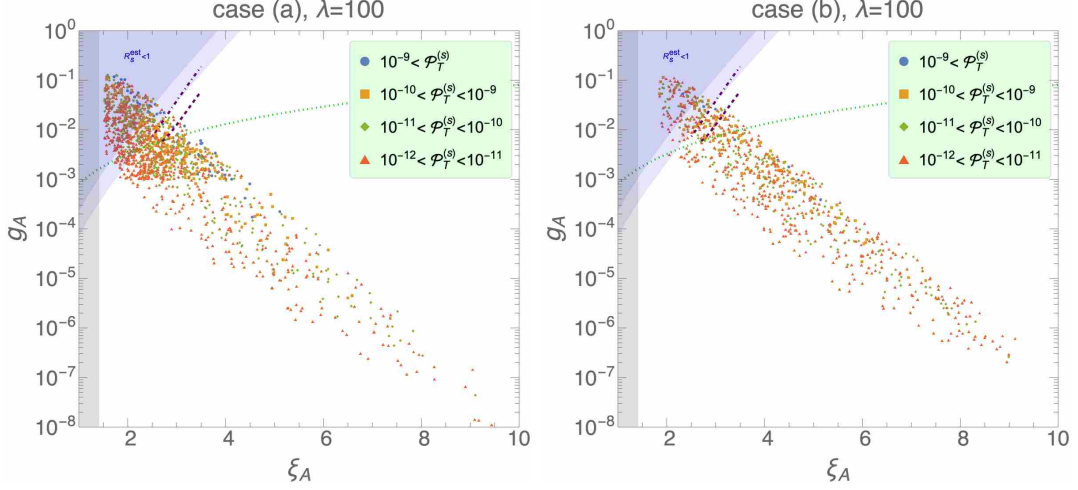 case (a), λ=100
10⁰
10⁻¹
10⁻²
10⁻³
10⁻⁴
10⁻⁵
10⁻⁶
10⁻⁷
10⁻⁸
g_A
2
4
6
8
10
ξ_A
R_s^est<1
10⁻⁹< 𝒫_T^(s)
10⁻¹⁰< 𝒫_T^(s) <10⁻⁹
10⁻¹¹< 𝒫_T^(s) <10⁻¹⁰
10⁻¹²< 𝒫_T^(s) <10⁻¹¹
case (b), λ=100
10⁰
10⁻¹
10⁻²
10⁻³
10⁻⁴
10⁻⁵
10⁻⁶
10⁻⁷
10⁻⁸
g_A
2
4
6
8
10
ξ_A
R_s^est<1
10⁻⁹< 𝒫_T^(s)
10⁻¹⁰< 𝒫_T^(s) <10⁻⁹
10⁻¹¹< 𝒫_T^(s) <10⁻¹⁰
10⁻¹²< 𝒫_T^(s) <10⁻¹¹